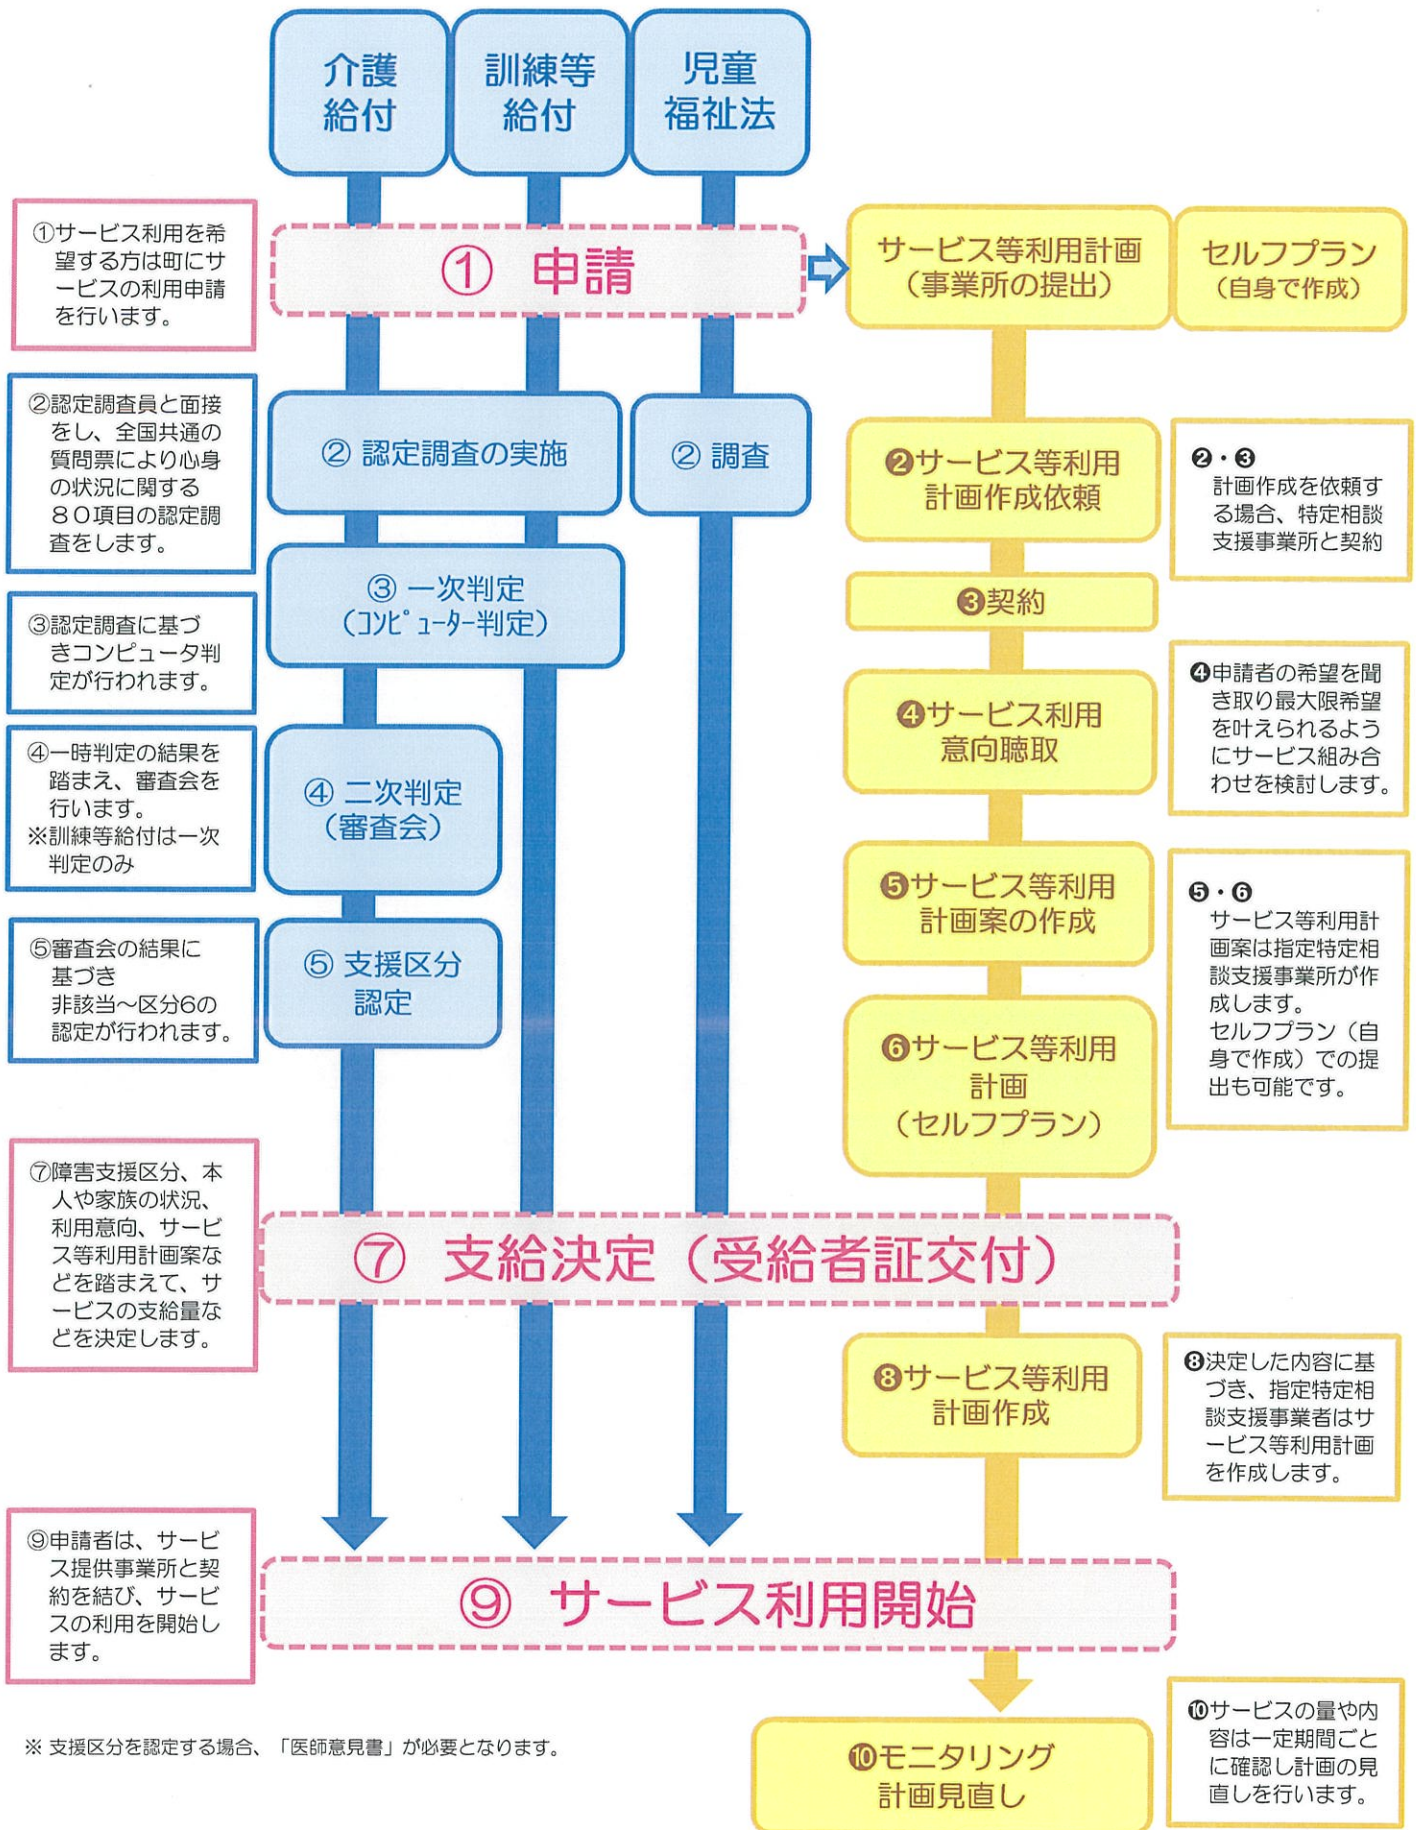 介護
給付
訓練等
給付
児童
福祉法
①サービス利用を希
望する方は町にサ
ービスの利用申請
を行います。
① 申請
サービス等利用計画
（事業所の提出）
セルフプラン
（自身で作成）
②認定調査員と面接
をし、全国共通の
質問票により心身
の状況に関する
８０項目の認定調
査をします。
② 認定調査の実施
② 調査
❷サービス等利用
計画作成依頼
❷・❸
計画作成を依頼す
る場合、特定相談
支援事業所と契約
③認定調査に基づ
きコンピュータ判
定が行われます。
③ 一次判定
（ｺﾝﾋﾟｭｰﾀｰ判定）
❸契約
④一時判定の結果を
踏まえ、審査会を
行います。
※訓練等給付は一次
判定のみ
④ 二次判定
（審査会）
❹サービス利用
意向聴取
❹申請者の希望を聞
き取り最大限希望
を叶えられるよう
にサービス組み合
わせを検討します。
⑤審査会の結果に
基づき
非該当～区分6の
認定が行われます。
⑤ 支援区分
認定
❺サービス等利用
計画案の作成
❺・❻
サービス等利用計
画案は指定特定相
談支援事業所が作
成します。
セルフプラン（自
身で作成）での提
出も可能です。
❻サービス等利用
計画
（セルフプラン）
⑦障害支援区分、本
人や家族の状況、
利用意向、サービ
ス等利用計画案な
どを踏まえて、サ
ービスの支給量な
どを決定します。
⑦ 支給決定（受給者証交付）
❽サービス等利用
計画作成
❽決定した内容に基
づき、指定特定相
談支援事業者はサ
ービス等利用計画
を作成します。
⑨申請者は、サービ
ス提供事業所と契
約を結び、サービ
スの利用を開始し
ます。
⑨ サービス利用開始
※ 支援区分を認定する場合、「医師意見書」が必要となります。
❿モニタリング
計画見直し
❿サービスの量や内
容は一定期間ごと
に確認し計画の見
直しを行います。